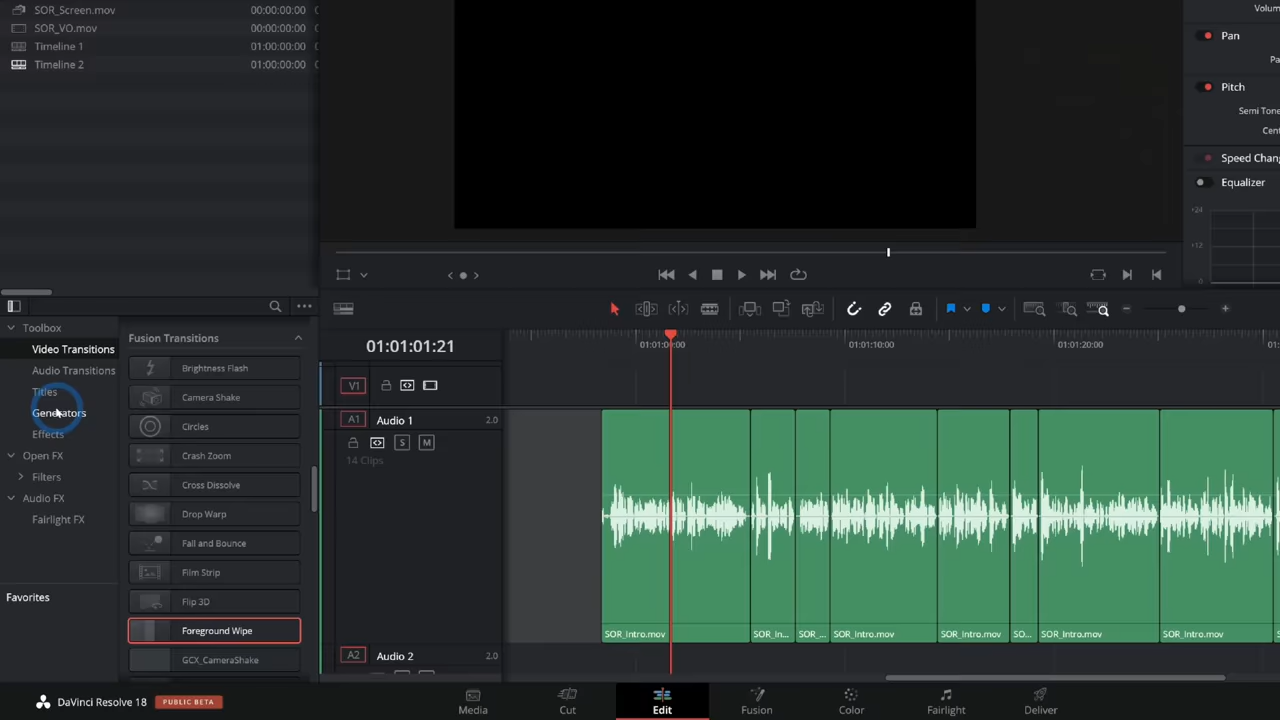 SOR_Screen.mov 00:00:00:00
SOR_VO.mov 00:00:00:00
Timeline 1 01:00:00:00
Timeline 2 01:00:00:00
Volum
Pan
Pa
Pitch
Semi Tone
Cent
Speed Chang
Equalizer
+24
+12
0
Toolbox
Video Transitions
Audio Transitions
Titles
Generators
Effects
Open FX
Filters
Audio FX
Fairlight FX
Favorites
Fusion Transitions
Brightness Flash
Camera Shake
Circles
Crash Zoom
Cross Dissolve
Drop Warp
Fall and Bounce
Film Strip
Flip 3D
Foreground Wipe
GCX_CameraShake
01:01:01:21
01:01:00:00
01:01:10:00
01:01:20:00
01:
V1
A1 Audio 1 2.0
S M
14 Clips
SOR_Intro.mov SOR_In... SOR_... SOR_Intro.mov SOR_Intro.mov SO... SOR_Intro.mov SOR_Intro.mov
A2 Audio 2 2.0
DaVinci Resolve 18 PUBLIC BETA
Media Cut Edit Fusion Color Fairlight Deliver